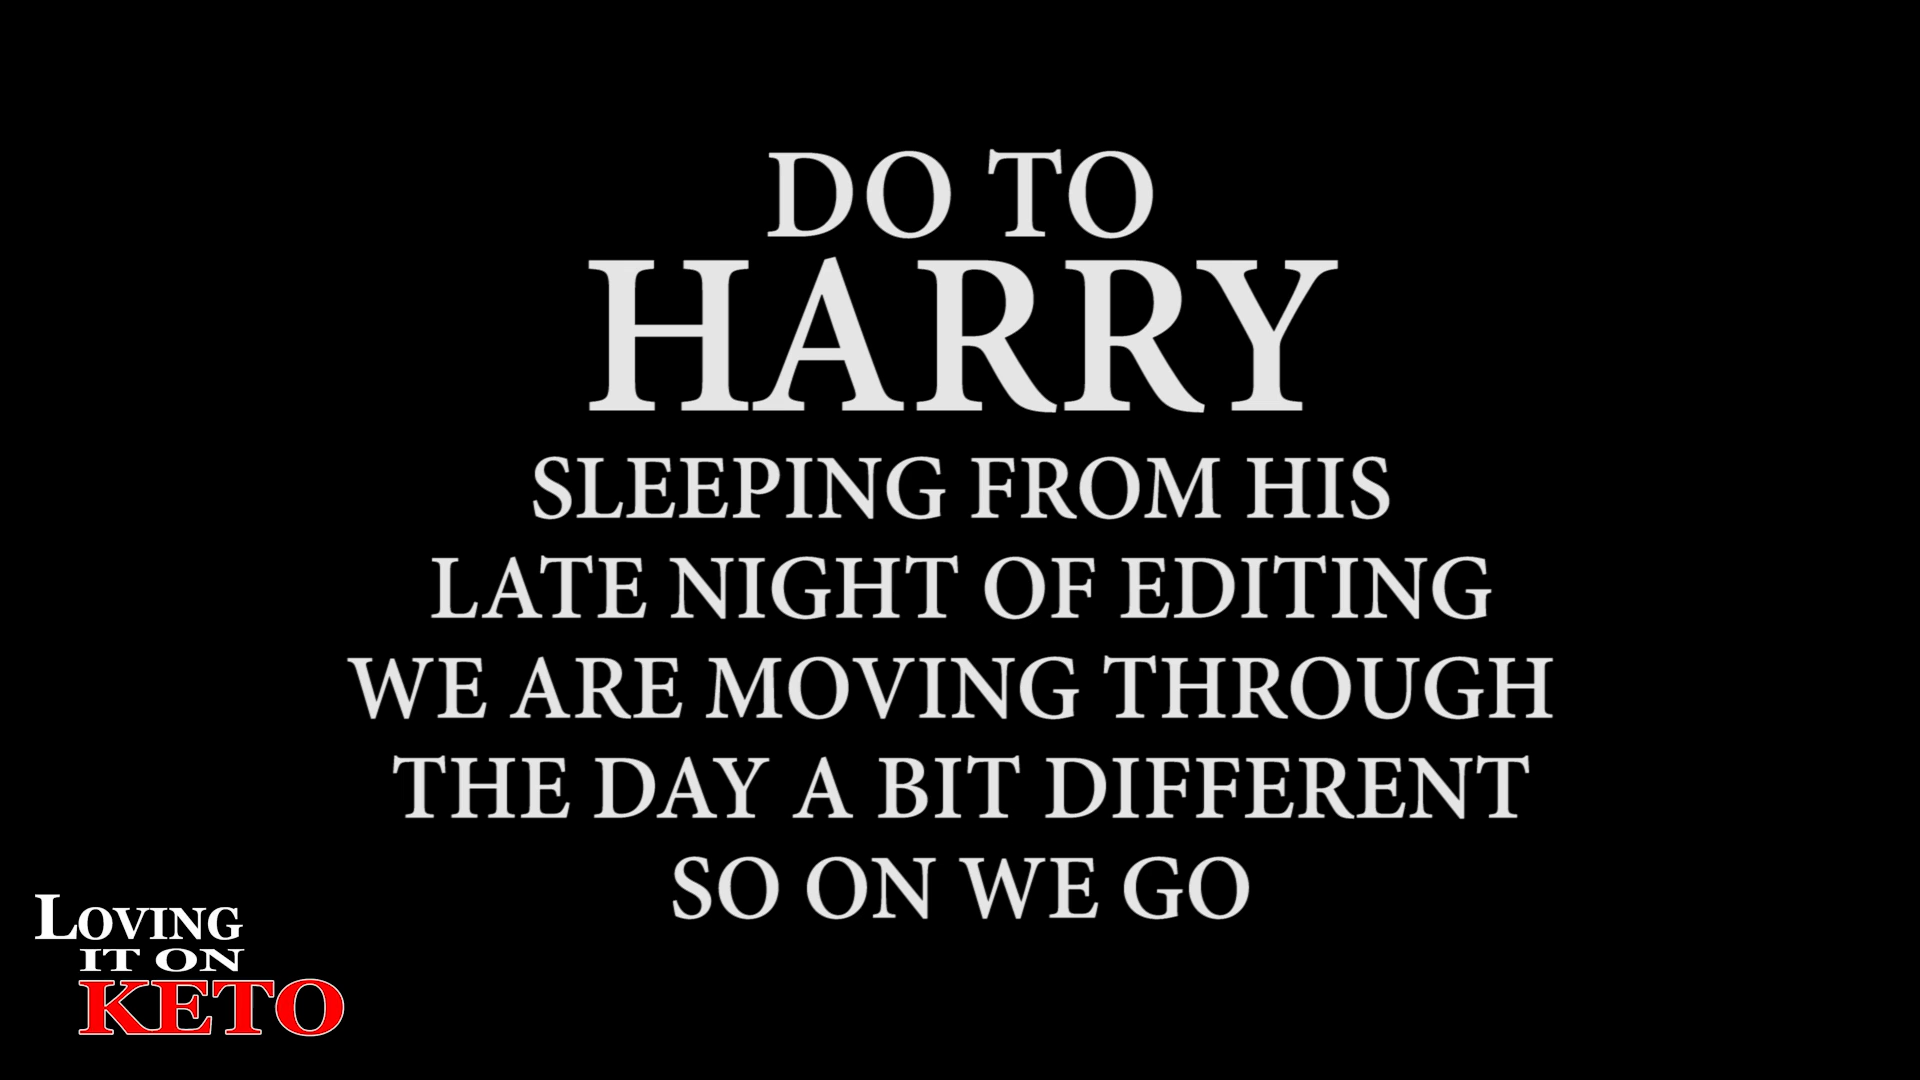 DO TO
HARRY
SLEEPING FROM HIS
LATE NIGHT OF EDITING
WE ARE MOVING THROUGH
THE DAY A BIT DIFFERENT
SO ON WE GO
LOVING
IT ON
KETO